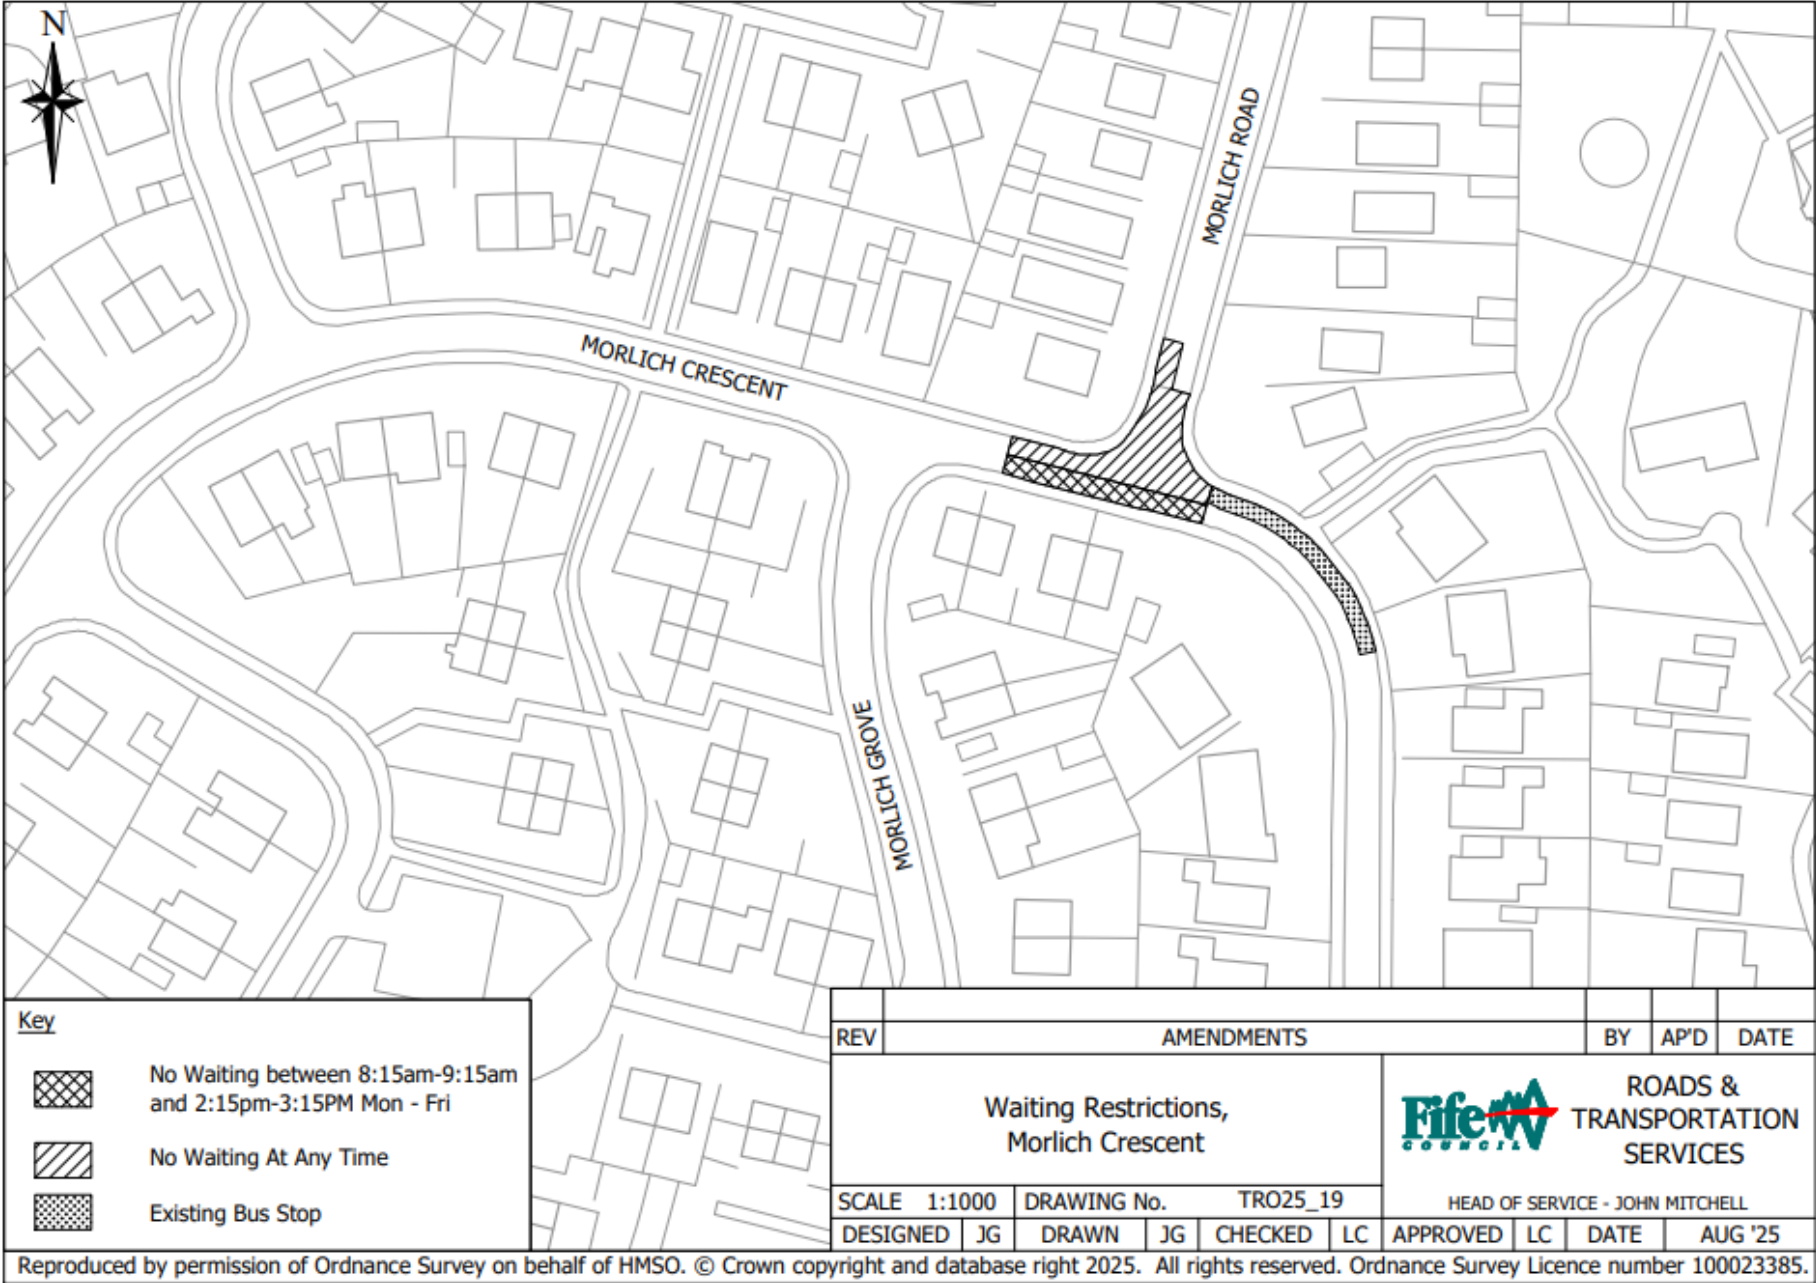 N
MORLICH ROAD
MORLICH CRESCENT
MORLICH GROVE
Key
No Waiting between 8:15am-9:15am
and 2:15pm-3:15PM Mon - Fri
No Waiting At Any Time
Existing Bus Stop
REV AMENDMENTS BY AP'D DATE
Waiting Restrictions,
Morlich Crescent
Fife
COUNCIL
ROADS &
TRANSPORTATION
SERVICES
SCALE 1:1000 DRAWING No. TRO25_19
HEAD OF SERVICE - JOHN MITCHELL
DESIGNED JG DRAWN JG CHECKED LC APPROVED LC DATE AUG '25
Reproduced by permission of Ordnance Survey on behalf of HMSO. © Crown copyright and database right 2025. All rights reserved. Ordnance Survey Licence number 100023385.